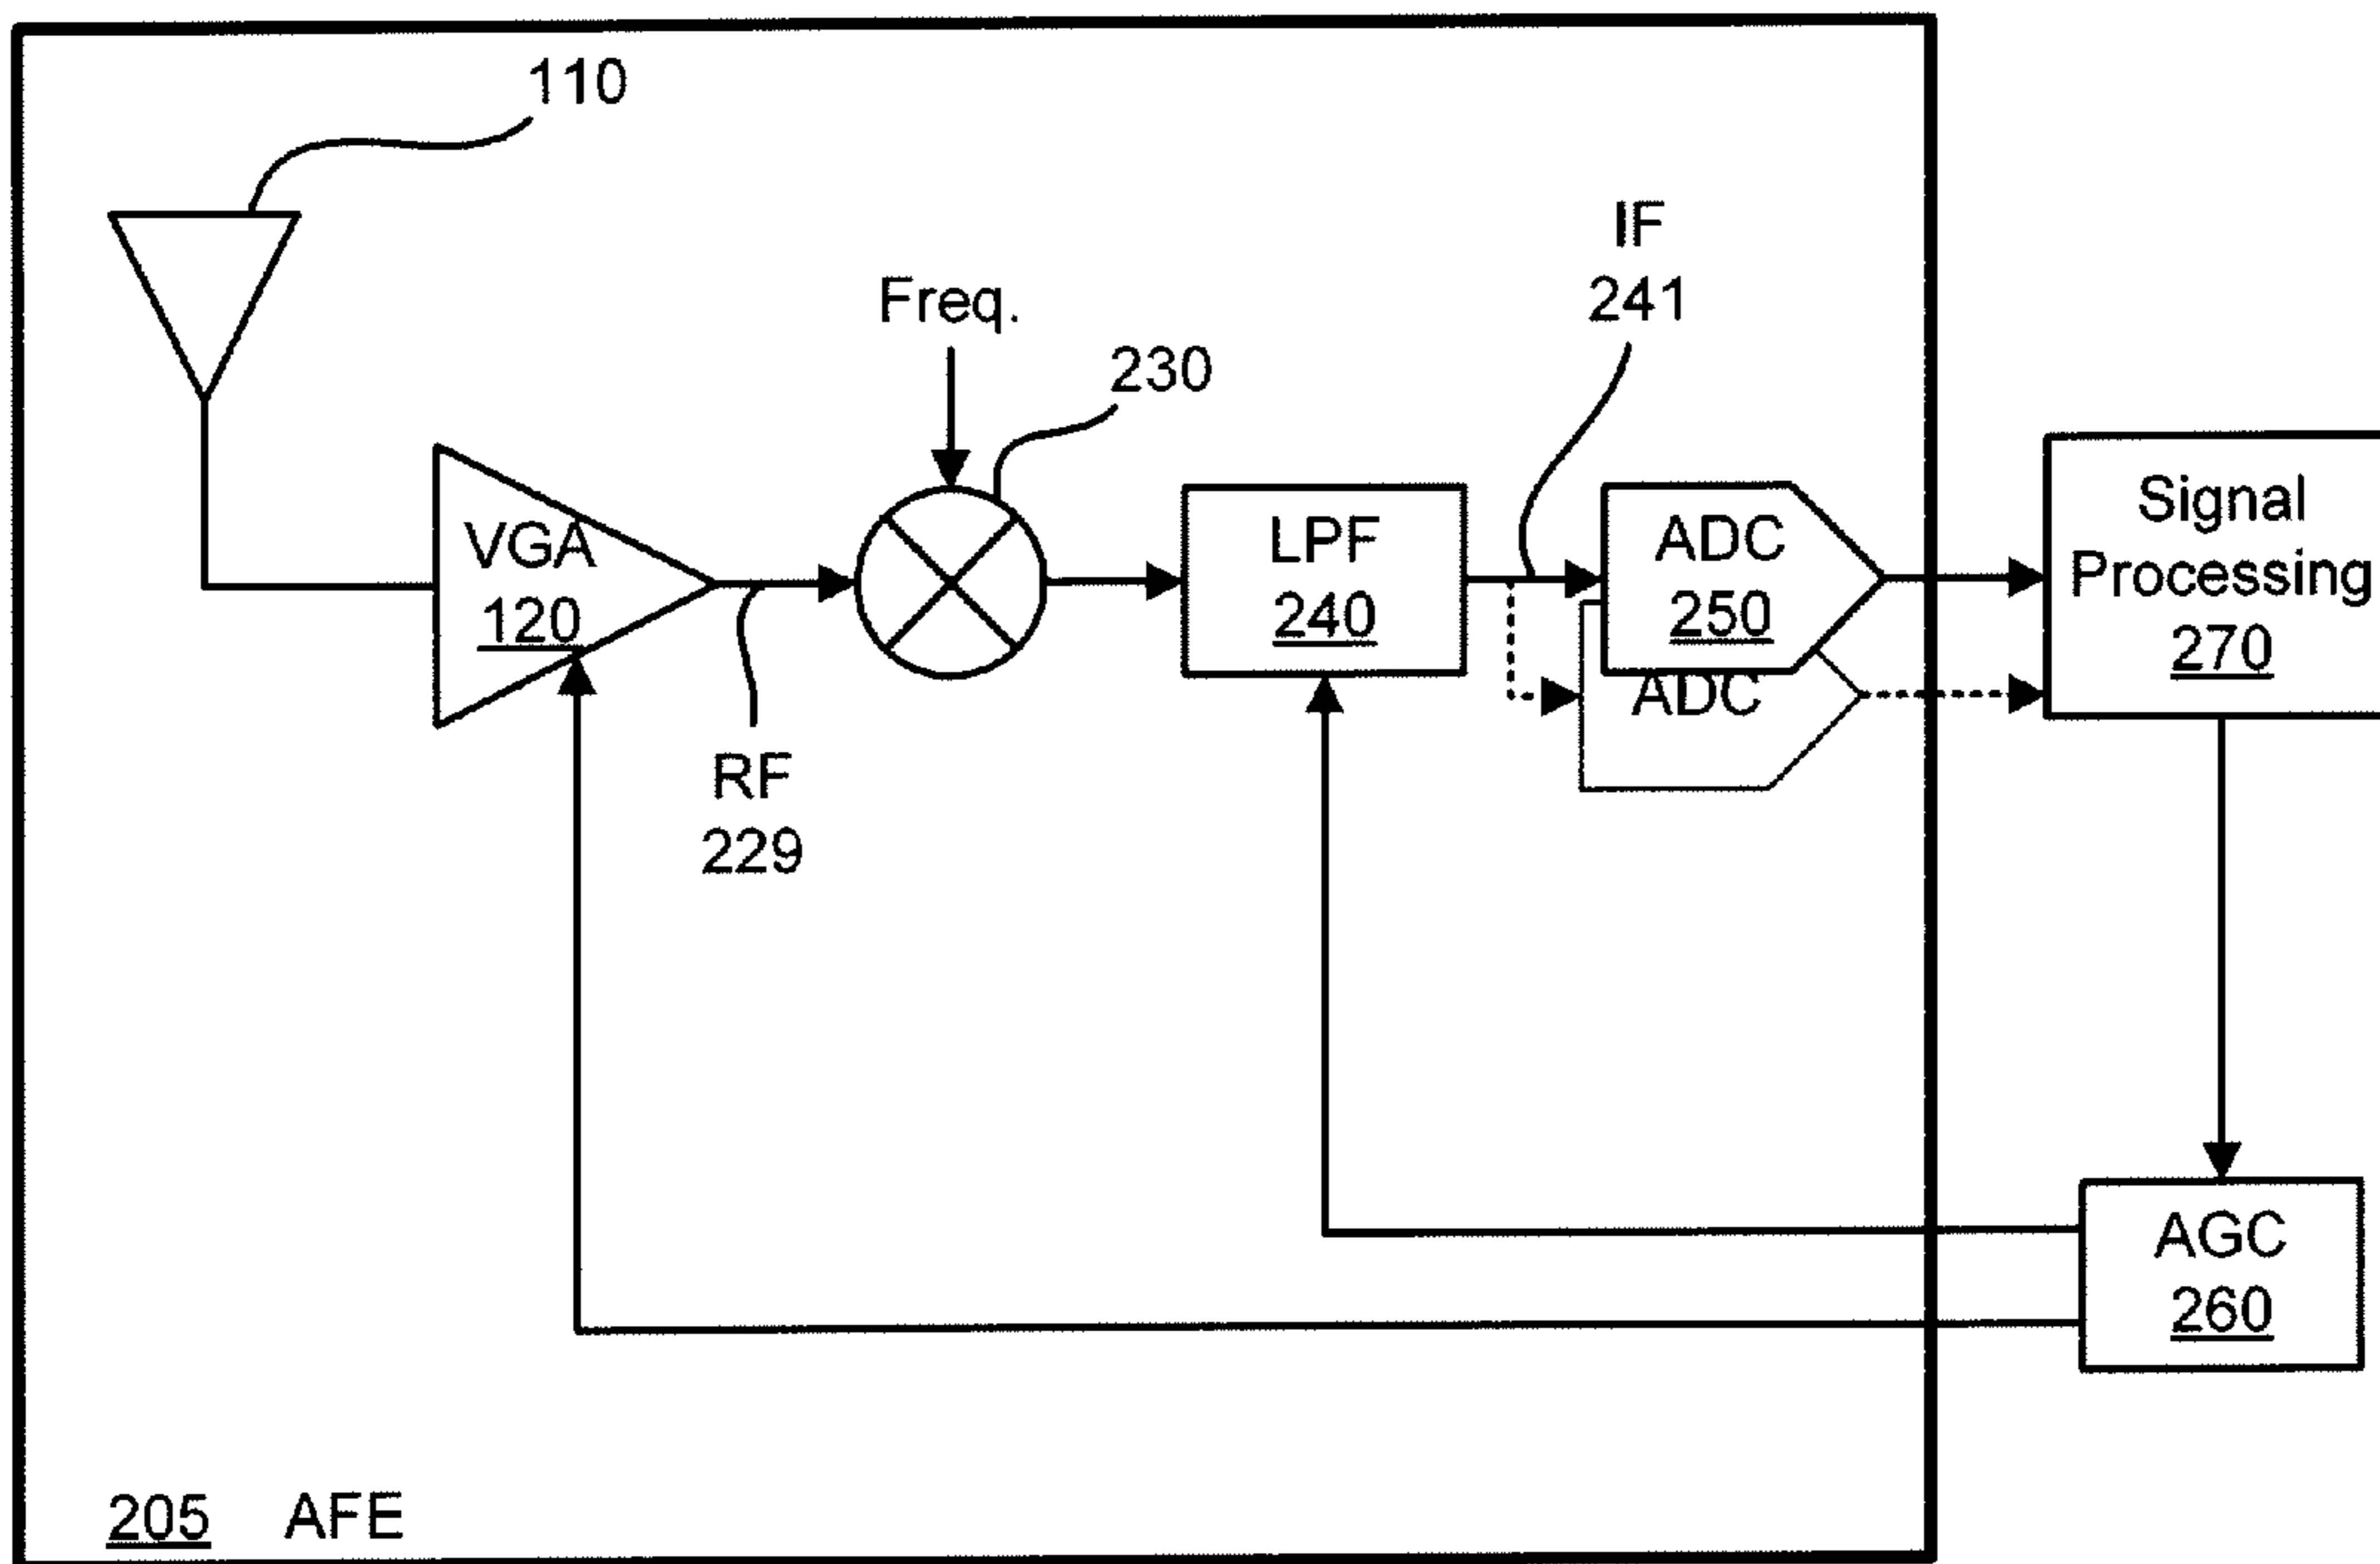 110
IF
241
Freq.
230
VGA
120
LPF
240
ADC
250
ADC
Signal
Processing
270
RF
229
AGC
260
205 AFE